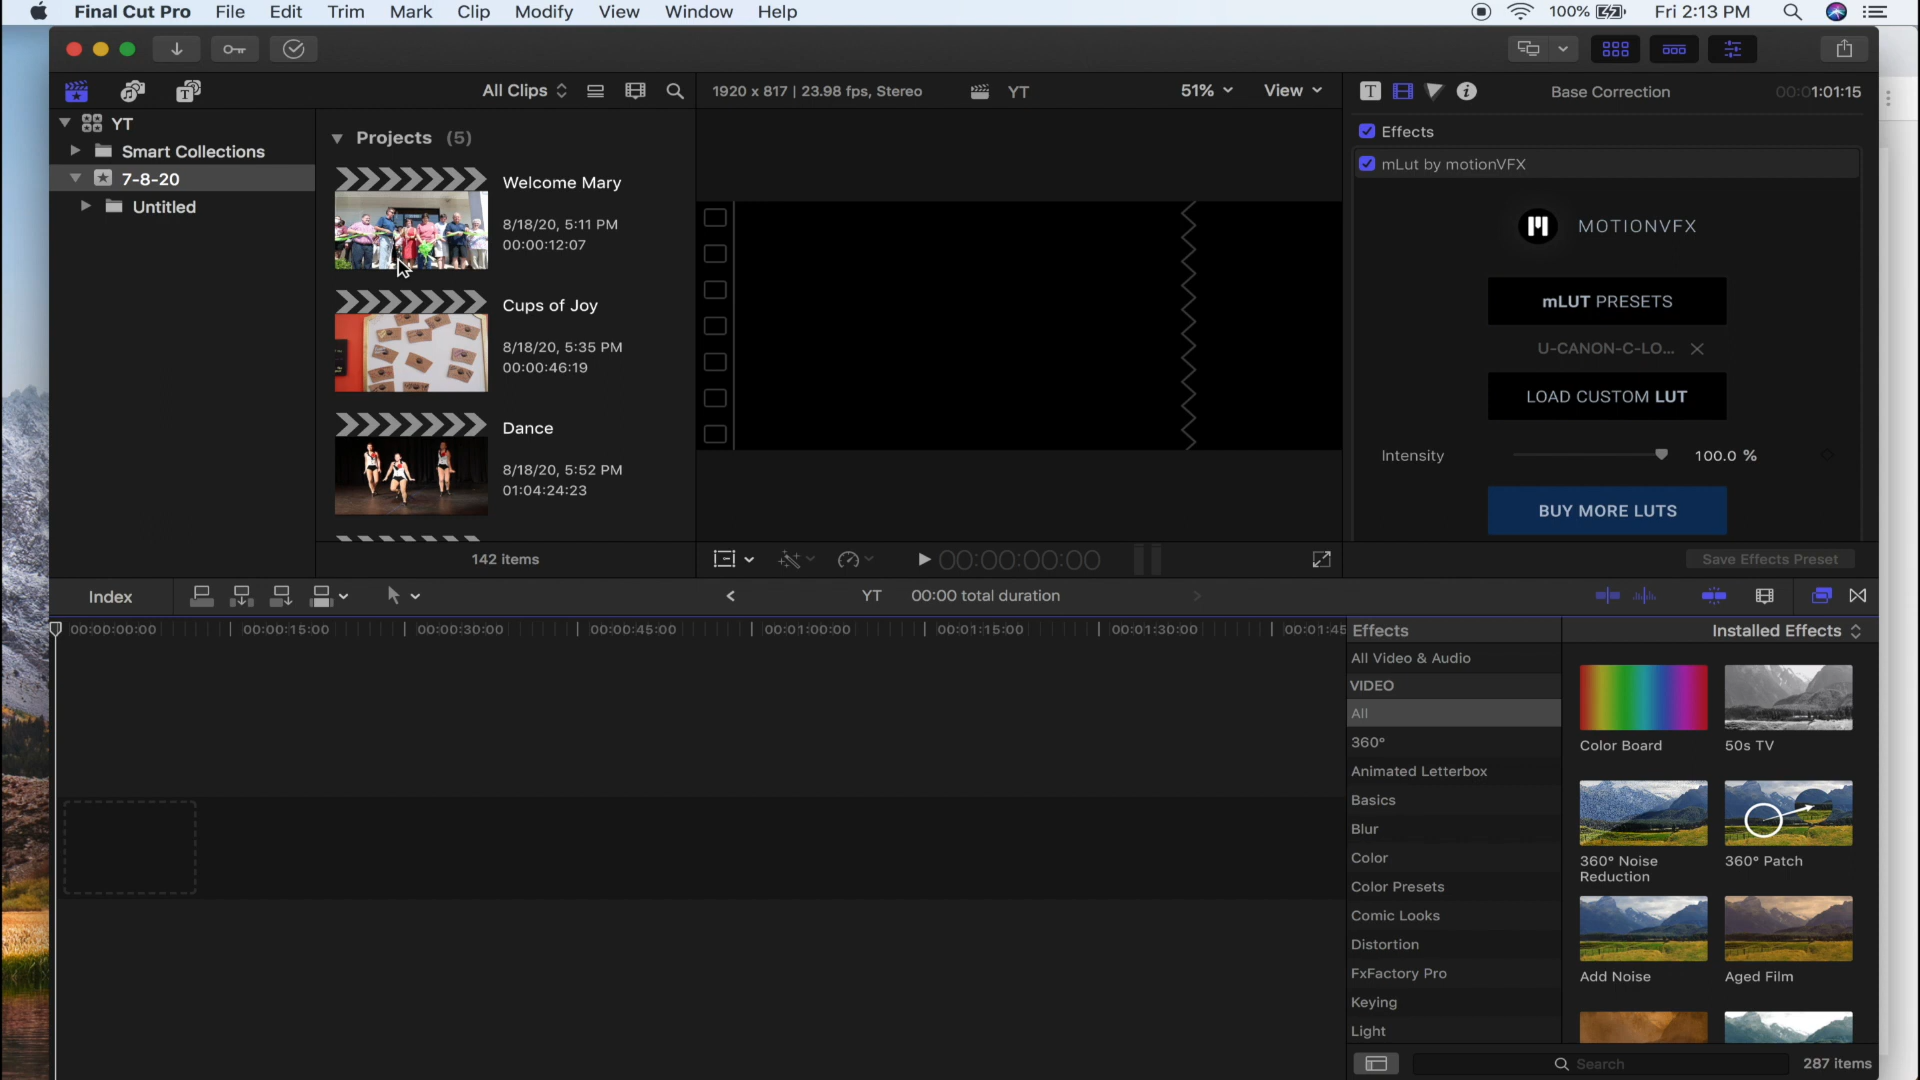 Final Cut Pro File Edit Trim Mark Clip Modify View Window Help 100% Fri 2:13 PM
All Clips 1920 x 817 | 23.98 fps, Stereo YT 51% View Base Correction 00:01:01:15
YT
Smart Collections
7-8-20
Untitled
Projects (5)
Welcome Mary
8/18/20, 5:11 PM
00:00:12:07
Cups of Joy
8/18/20, 5:35 PM
00:00:46:19
Dance
8/18/20, 5:52 PM
01:04:24:23
142 items
00:00:00:00
Effects
mLut by motionVFX
MOTIONVFX
mLUT PRESETS
U-CANON-C-LO...
LOAD CUSTOM LUT
Intensity 100.0 %
BUY MORE LUTS
Save Effects Preset
Index YT 00:00 total duration
00:00:00:00 00:00:15:00 00:00:30:00 00:00:45:00 00:01:00:00 00:01:15:00 00:01:30:00 00:01:45
Effects Installed Effects
All Video & Audio
VIDEO
All
360°
Animated Letterbox
Basics
Blur
Color
Color Presets
Comic Looks
Distortion
FxFactory Pro
Keying
Light
Color Board 50s TV
360° Noise
Reduction
360° Patch
Add Noise Aged Film
Search 287 items